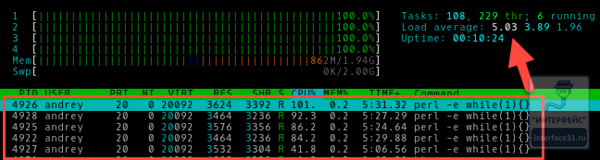 1 [||||||||||||||||||||||||||||||||||||||||100.0%] Tasks: 108, 229 thr; 6 running
2 [||||||||||||||||||||||||||||||||||||||||100.0%] Load average: 5.03 3.89 1.96
3 [||||||||||||||||||||||||||||||||||||||||100.0%] Uptime: 00:10:24
4 [||||||||||||||||||||||||||||||||||||||||100.0%]
Mem[||||||||||||||||||||||||||||||862M/1.94G]
Swp[ 0K/2.00G]
PID USER PRI NI VIRT RES SHR S CPU% MEM% TIME+ Command
4926 andrey 20 0 20092 3624 3392 R 101. 0.2 5:31.32 perl -e while(1){}
4928 andrey 20 0 20092 3464 3236 R 92.3 0.2 5:27.29 perl -e while(1){}
4925 andrey 20 0 20092 3576 3356 R 86.2 0.2 5:24.64 perl -e while(1){}
4922 andrey 20 0 20092 3464 3236 R 84.2 0.2 5:29.88 perl -e while(1){}
4927 andrey 20 0 20092 3532 3304 R 41.8 0.2 5:06.56 perl -e while(1){}
"ИНТЕРФЕЙС"
interface31.ru